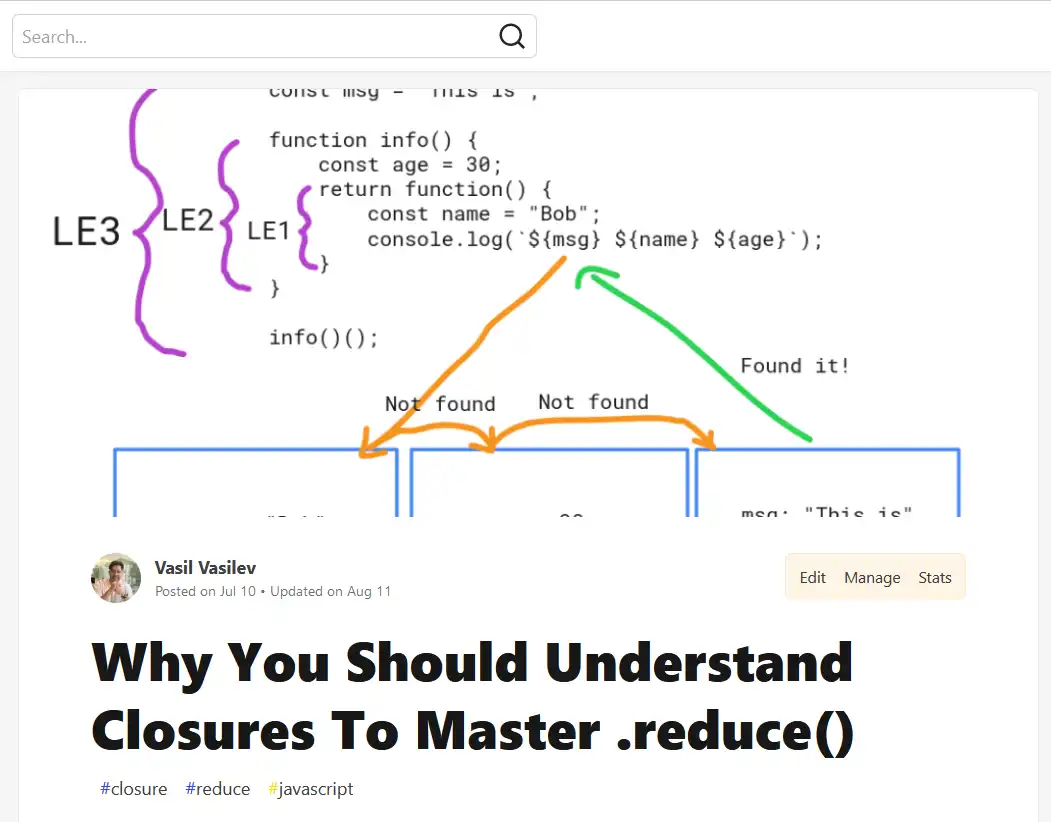 Search...
const msg = "This is";
function info() {
const age = 30;
return function() {
LE3
LE2
LE1
const name = "Bob";
console.log(`${msg} ${name} ${age}`);
}
}
info()();
Found it!
Not found
Not found
msg: "This is"
Vasil Vasilev
Posted on Jul 10 • Updated on Aug 11
Edit Manage Stats
Why You Should Understand
Closures To Master .reduce()
#closure #reduce #javascript